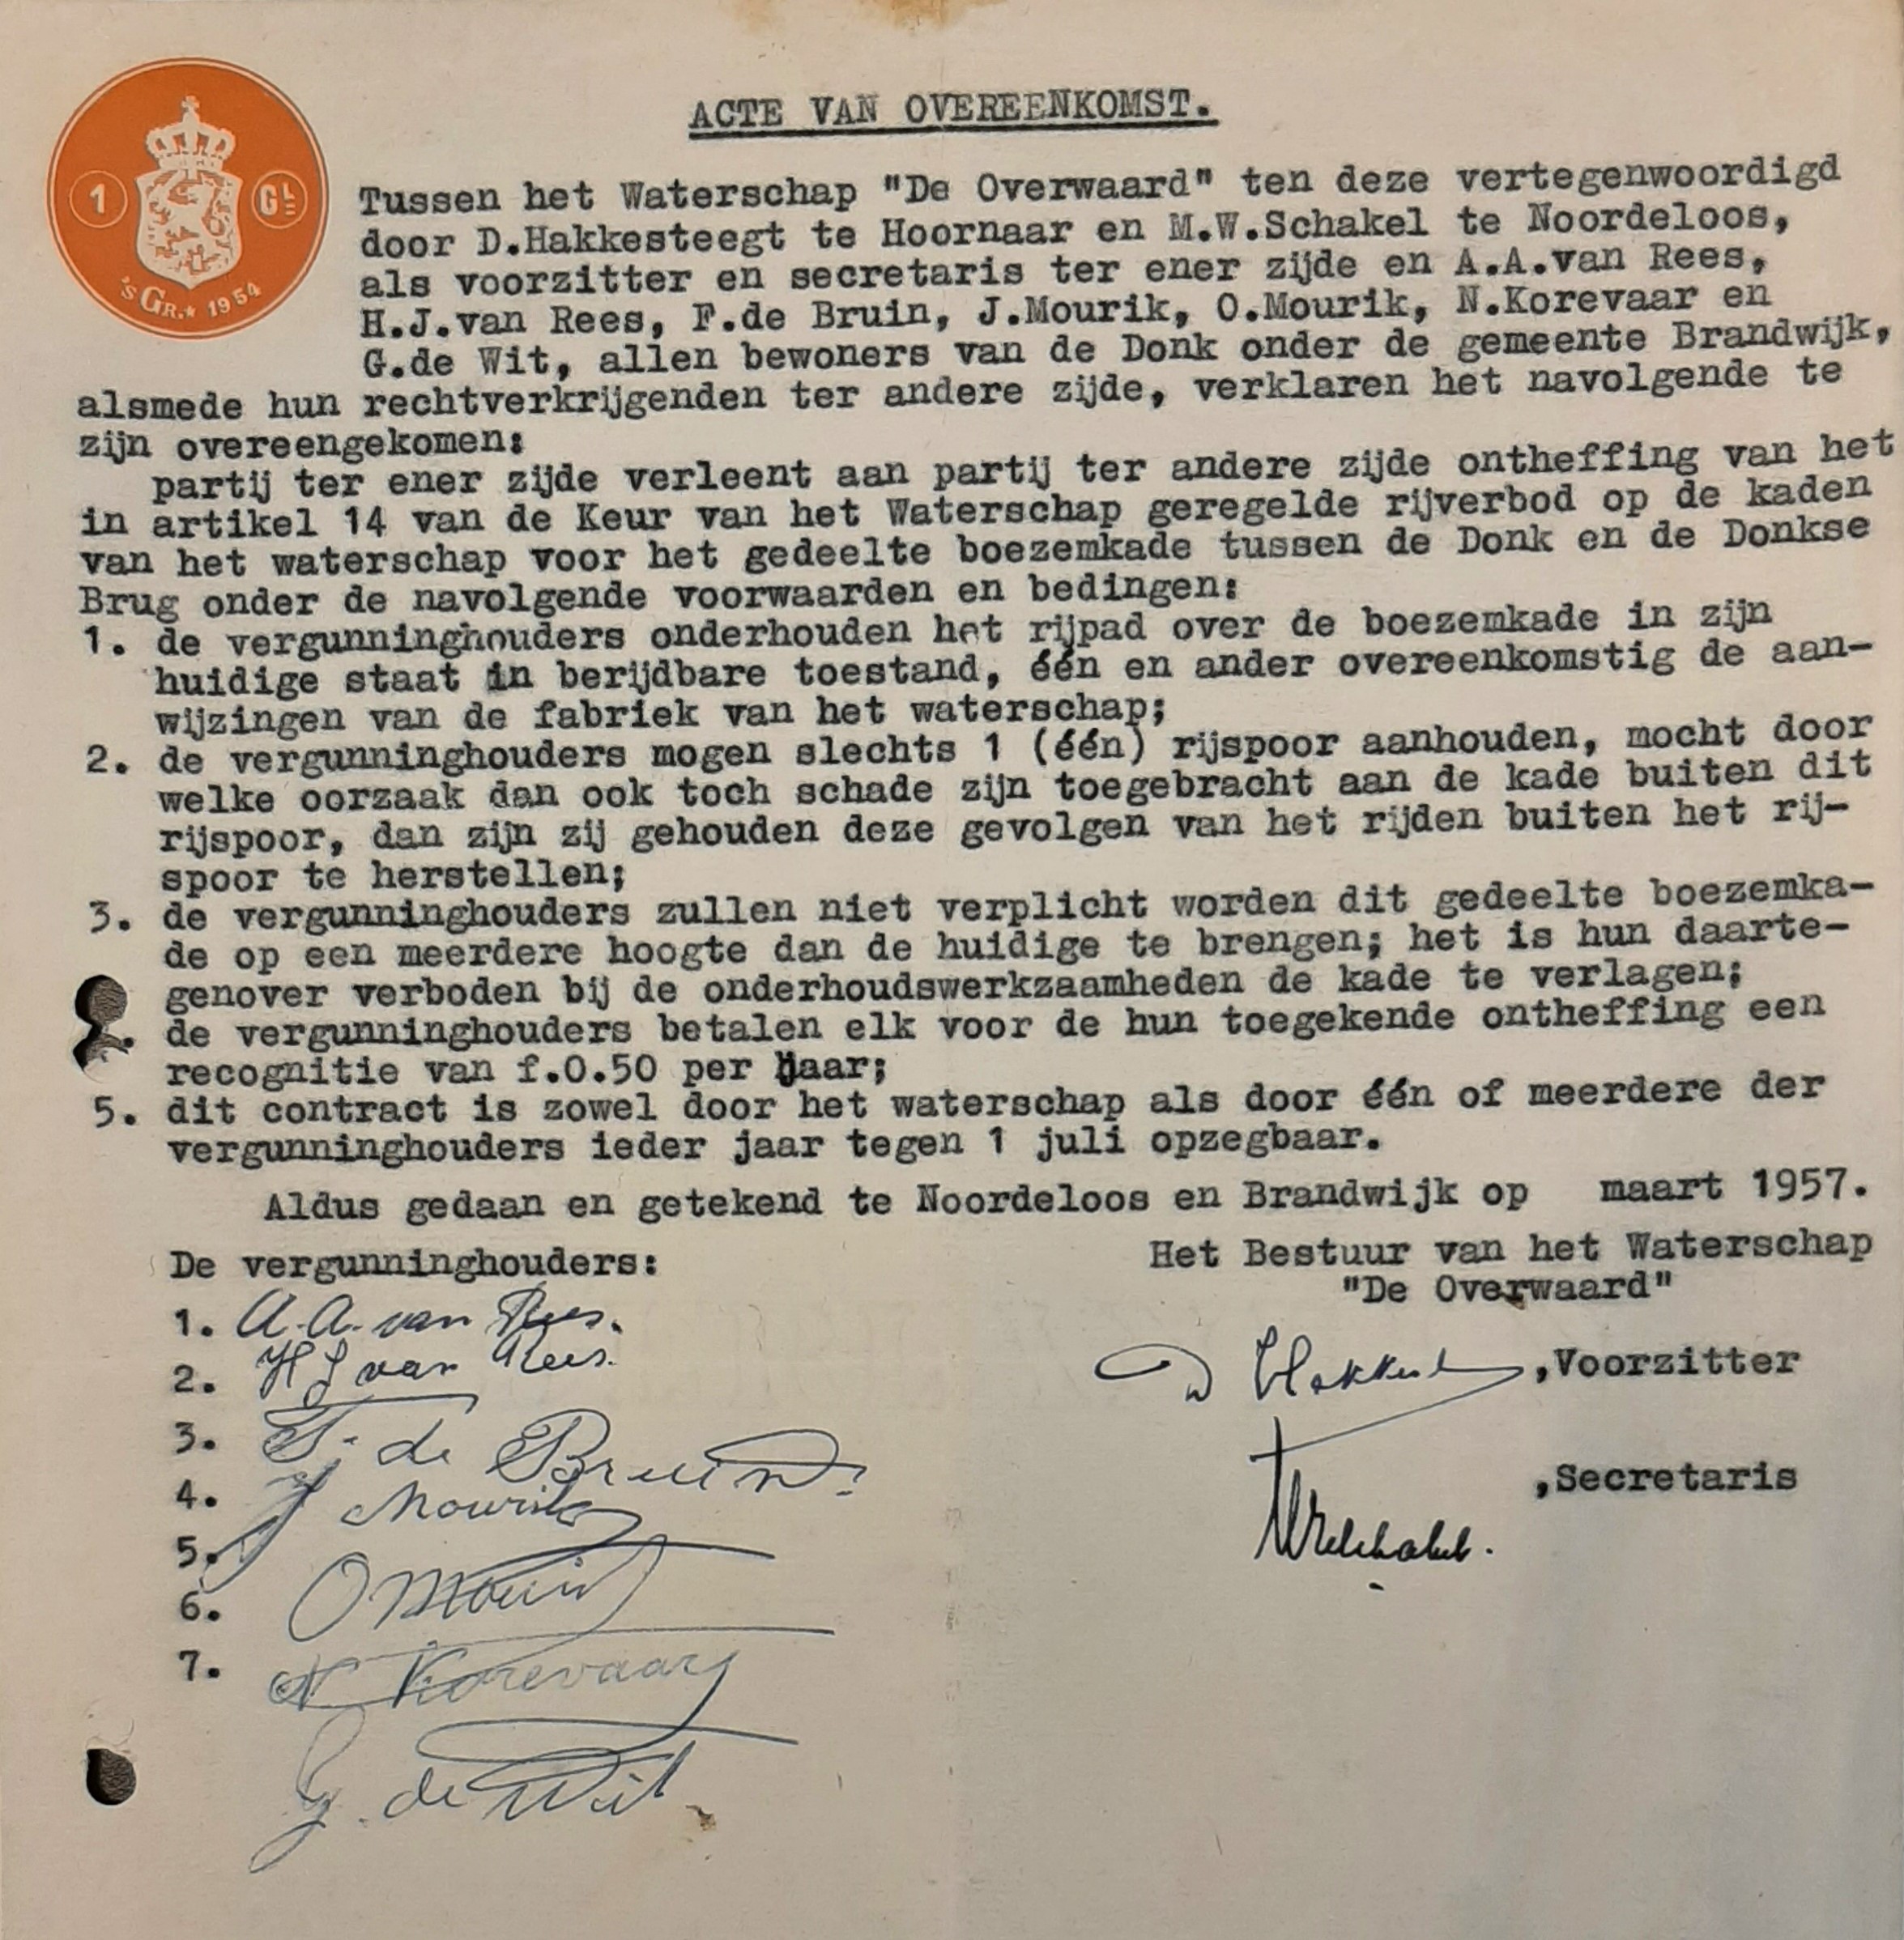 ACTE VAN OVEREENKOMST.
1 GL
'S GR.★ 1954
Tussen het Waterschap "De Overwaard" ten deze vertegenwoordigd
door D.Hakkesteegt te Hoornaar en M.W.Schakel te Noordeloos,
als voorzitter en secretaris ter ener zijde en A.A.van Rees,
H.J.van Rees, F.de Bruin, J.Mourik, O.Mourik, N.Korevaar en
G.de Wit, allen bewoners van de Donk onder de gemeente Brandwijk,
alsmede hun rechtverkrijgenden ter andere zijde, verklaren het navolgende te
zijn overeengekomen:
partij ter ener zijde verleent aan partij ter andere zijde ontheffing van het
in artikel 14 van de Keur van het Waterschap geregelde rijverbod op de kaden
van het waterschap voor het gedeelte boezemkade tussen de Donk en de Donkse
Brug onder de navolgende voorwaarden en bedingen:
1. de vergunninghouders onderhouden het rijpad over de boezemkade in zijn
huidige staat in berijdbare toestand, één en ander overeenkomstig de aan-
wijzingen van de fabriek van het waterschap;
2. de vergunninghouders mogen slechts 1 (één) rijspoor aanhouden, mocht door
welke oorzaak dan ook toch schade zijn toegebracht aan de kade buiten dit
rijspoor, dan zijn zij gehouden deze gevolgen van het rijden buiten het rij-
spoor te herstellen;
3. de vergunninghouders zullen niet verplicht worden dit gedeelte boezemka-
de op een meerdere hoogte dan de huidige te brengen; het is hun daarte-
genover verboden bij de onderhoudswerkzaamheden de kade te verlagen;
. de vergunninghouders betalen elk voor de hun toegekende ontheffing een
recognitie van f.0.50 per jaar;
5. dit contract is zowel door het waterschap als door één of meerdere der
vergunninghouders ieder jaar tegen 1 juli opzegbaar.
Aldus gedaan en getekend te Noordeloos en Brandwijk op maart 1957.
De vergunninghouders:
1. A. A. van Rees.
2. H J van Rees.
3. F. de Bruin.
4. J Mourik
5. O Mourik
6. N Korevaar
7. G. de Wit
Het Bestuur van het Waterschap
"De Overwaard"
D Hakkest ,Voorzitter
,Secretaris